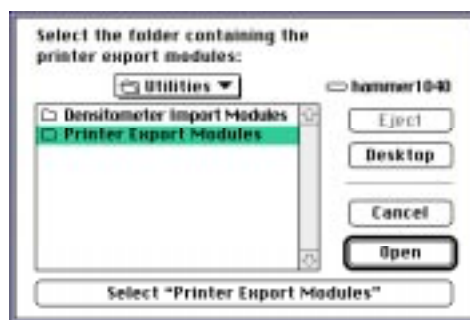 Select the folder containing the
printer export modules:
Utilities
hammer1040
Densitometer Import Modules
Printer Export Modules
Eject
Desktop
Cancel
Open
Select "Printer Export Modules"